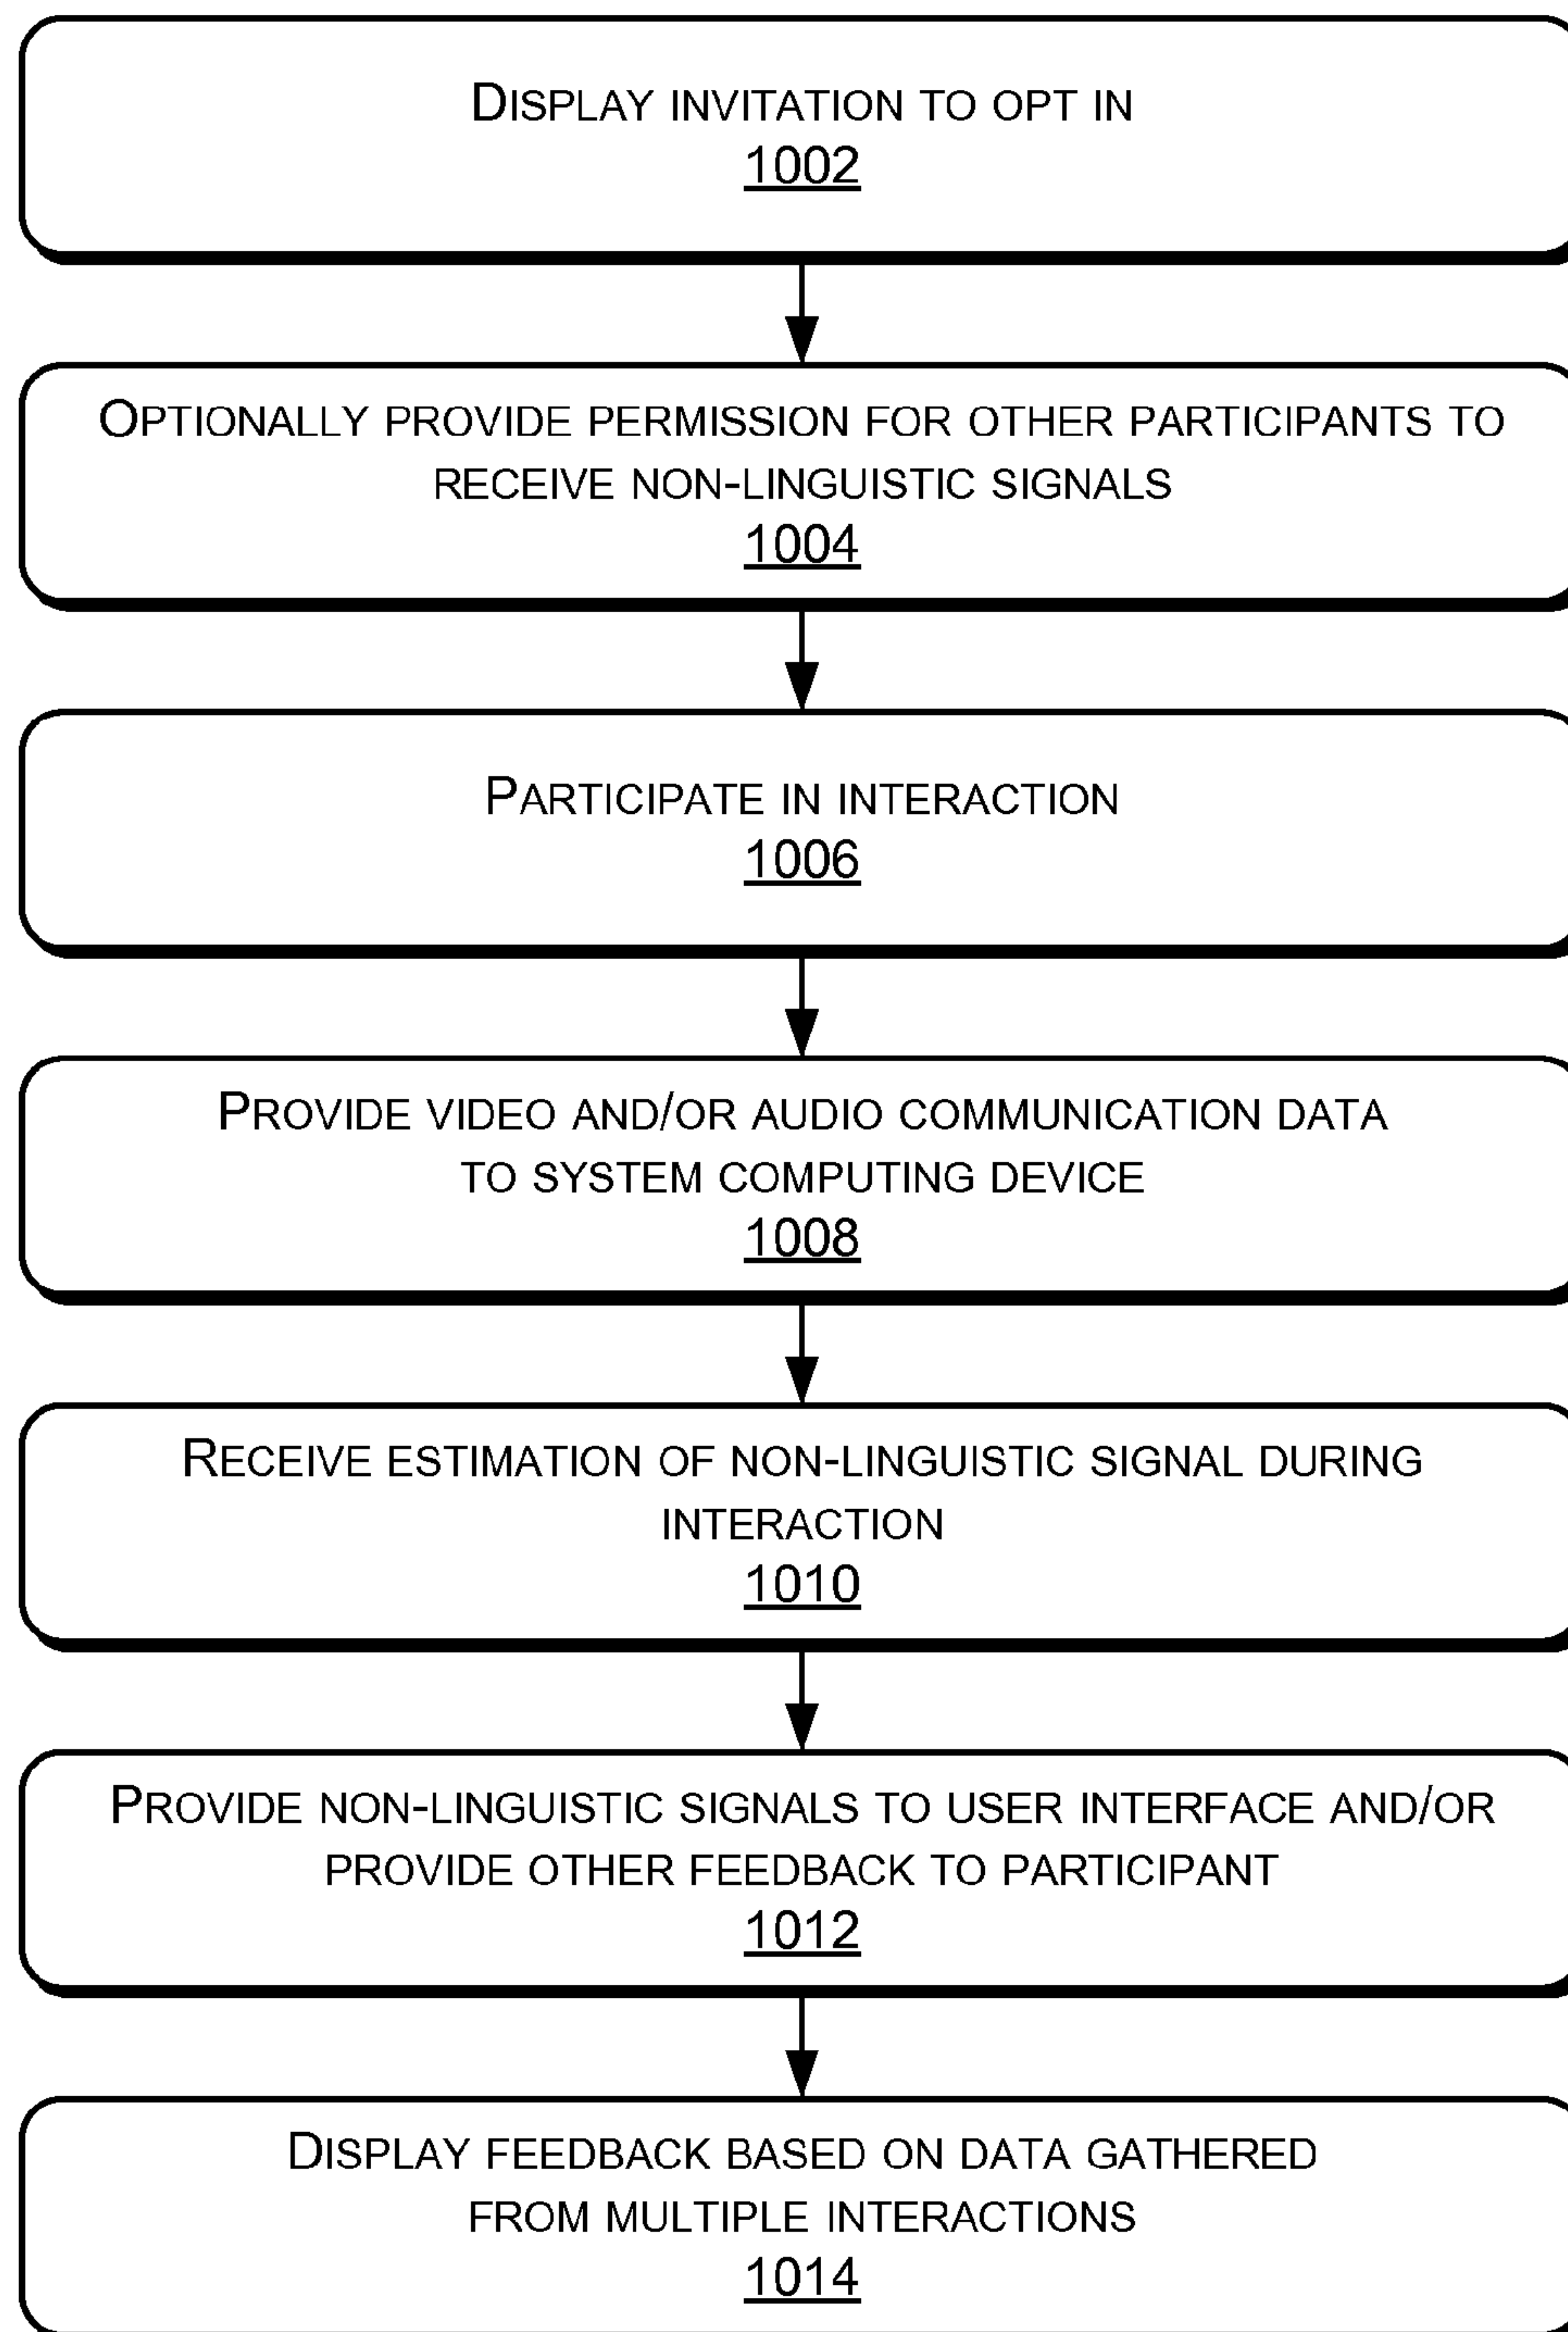 DISPLAY INVITATION TO OPT IN
1002
OPTIONALLY PROVIDE PERMISSION FOR OTHER PARTICIPANTS TO
RECEIVE NON-LINGUISTIC SIGNALS
1004
PARTICIPATE IN INTERACTION
1006
PROVIDE VIDEO AND/OR AUDIO COMMUNICATION DATA
TO SYSTEM COMPUTING DEVICE
1008
RECEIVE ESTIMATION OF NON-LINGUISTIC SIGNAL DURING
INTERACTION
1010
PROVIDE NON-LINGUISTIC SIGNALS TO USER INTERFACE AND/OR
PROVIDE OTHER FEEDBACK TO PARTICIPANT
1012
DISPLAY FEEDBACK BASED ON DATA GATHERED
FROM MULTIPLE INTERACTIONS
1014